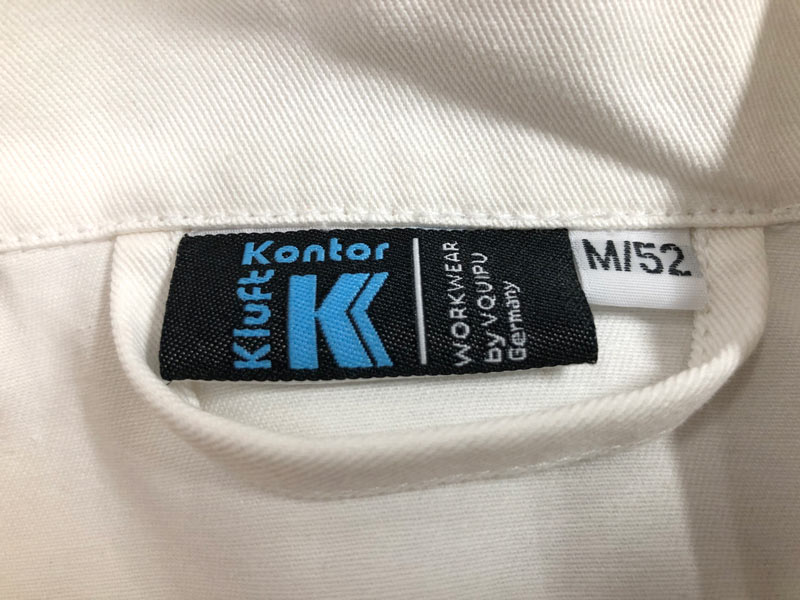 Kluft
Kontor
K
WORKWEAR
by VQUIPU
Germany
M/52